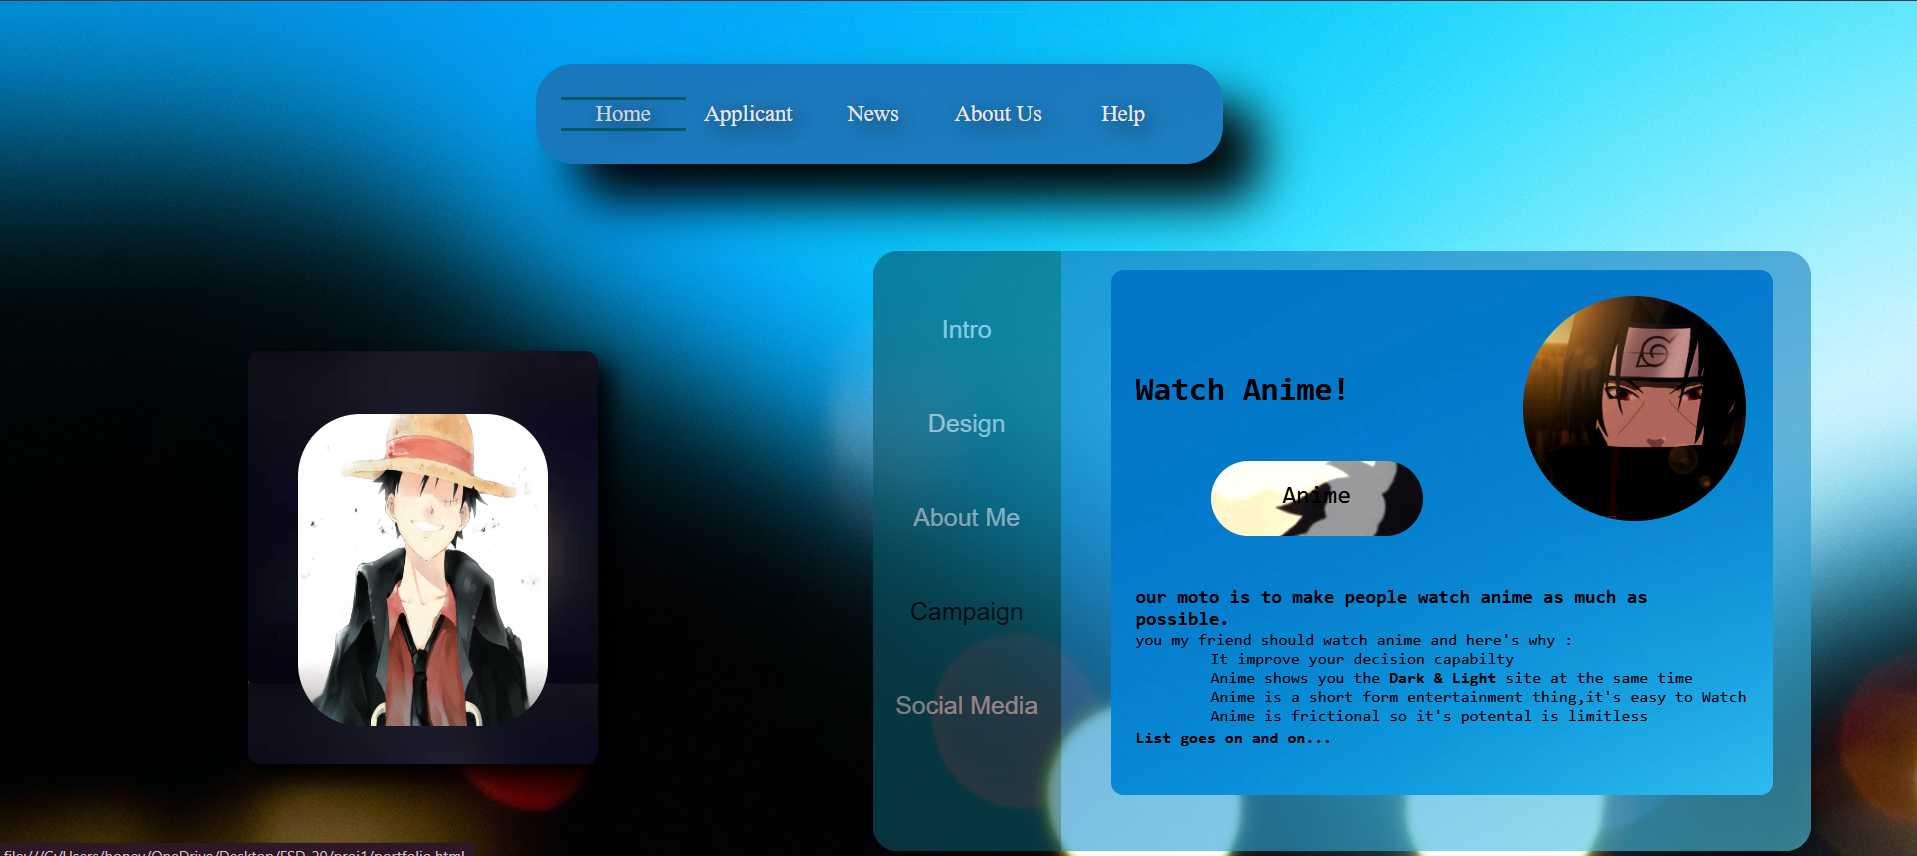 Home Applicant News About Us Help
Intro
Design
About Me
Campaign
Social Media
Watch Anime!
Anime
our moto is to make people watch anime as much as
possible.
you my friend should watch anime and here's why :
It improve your decision capabilty
Anime shows you the Dark & Light site at the same time
Anime is a short form entertainment thing,it's easy to Watch
Anime is frictional so it's potental is limitless
List goes on and on...
file:///C:/Users/honey/OneDrive/Desktop/FSD-20/proj1/portfolio.html